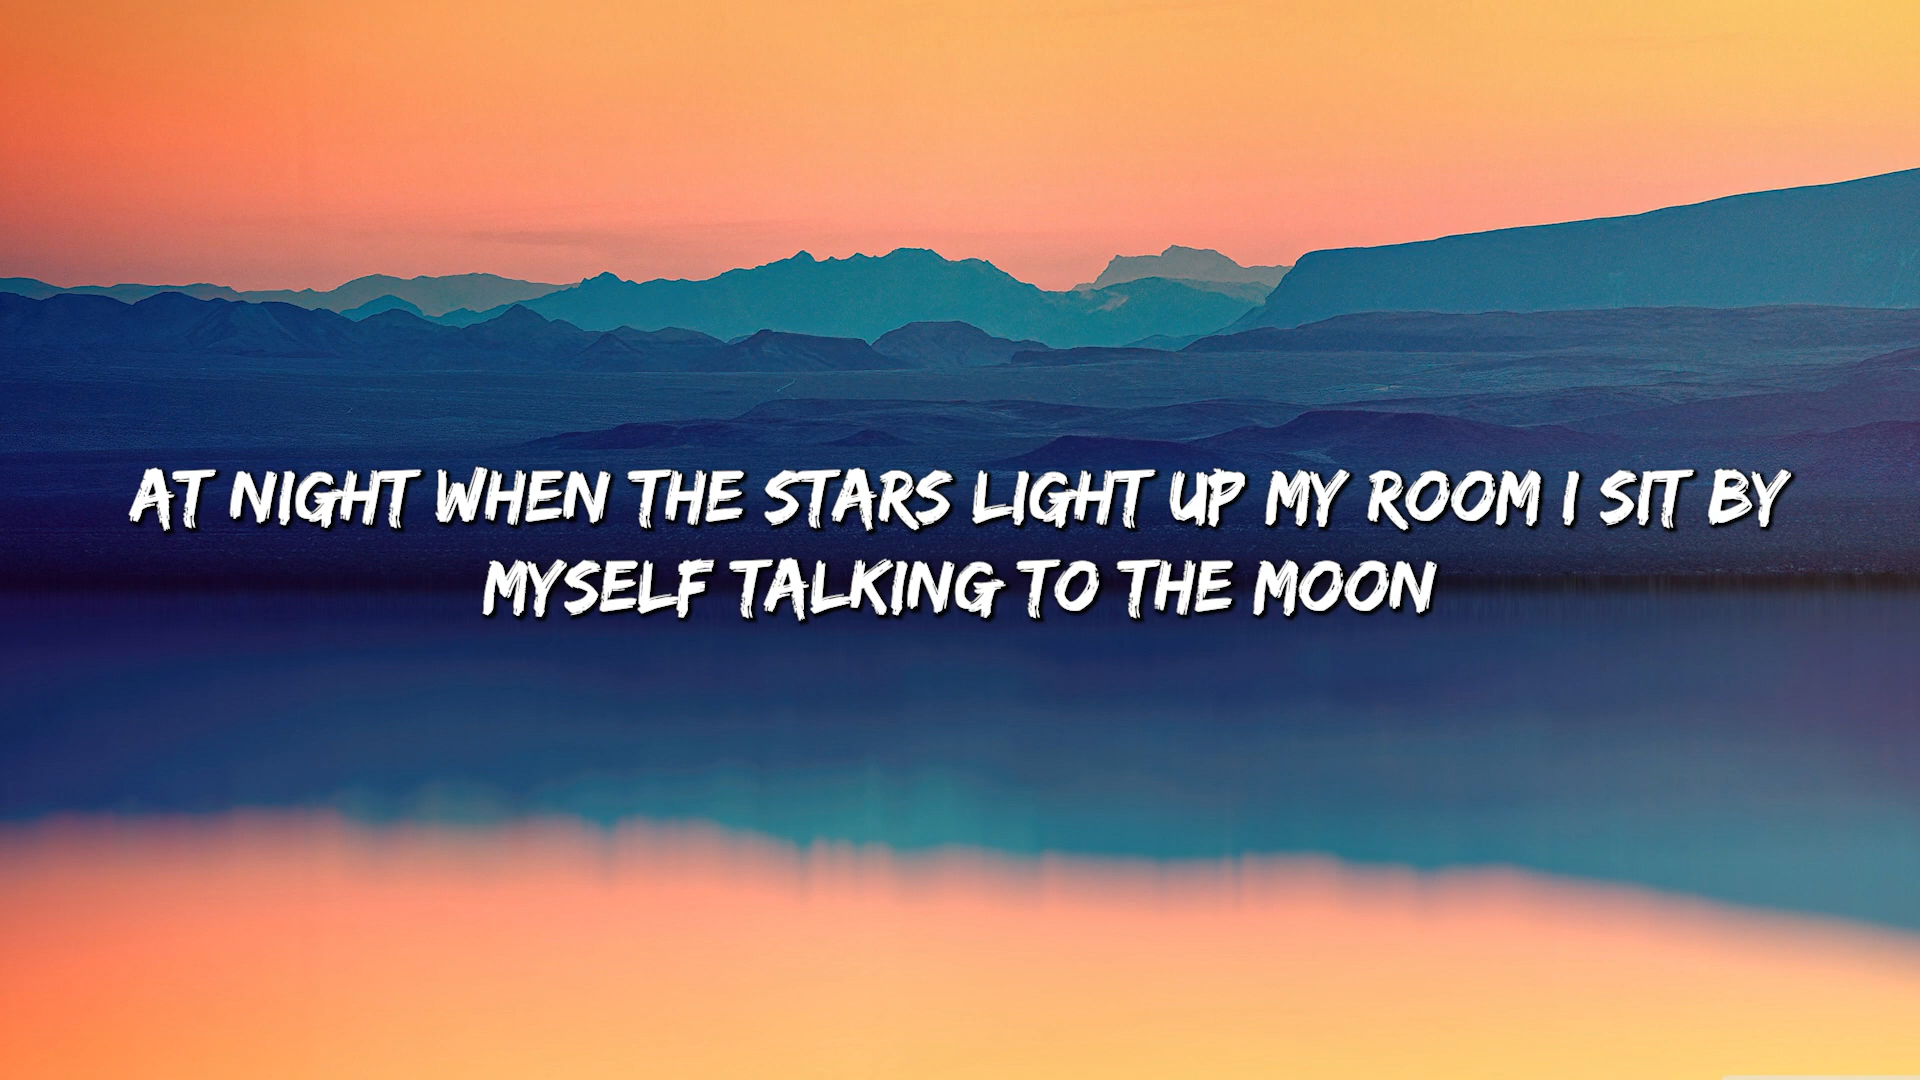 AT NIGHT WHEN THE STARS LIGHT UP MY ROOM I SIT BY
MYSELF TALKING TO THE MOON